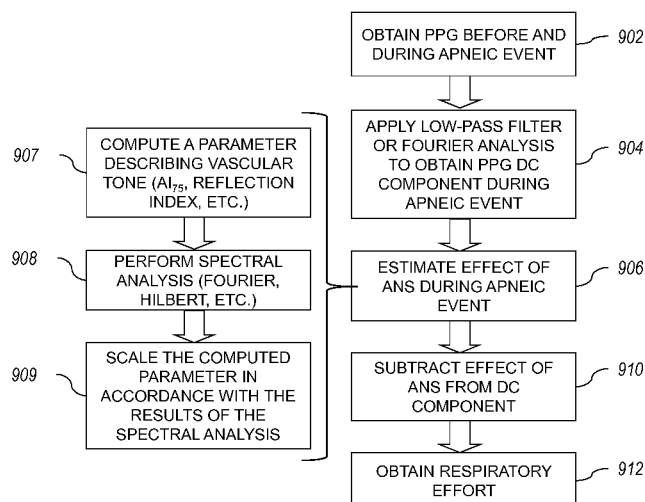 OBTAIN PPG BEFORE AND
DURING APNEIC EVENT
902
APPLY LOW-PASS FILTER
OR FOURIER ANALYSIS
TO OBTAIN PPG DC
COMPONENT DURING
APNEIC EVENT
904
ESTIMATE EFFECT OF
ANS DURING APNEIC
EVENT
906
907
COMPUTE A PARAMETER
DESCRIBING VASCULAR
TONE (AI75, REFLECTION
INDEX, ETC.)
908
PERFORM SPECTRAL
ANALYSIS (FOURIER,
HILBERT, ETC.)
909
SCALE THE COMPUTED
PARAMETER IN
ACCORDANCE WITH THE
RESULTS OF THE
SPECTRAL ANALYSIS
SUBTRACT EFFECT OF
ANS FROM DC
COMPONENT
910
OBTAIN RESPIRATORY
EFFORT
912